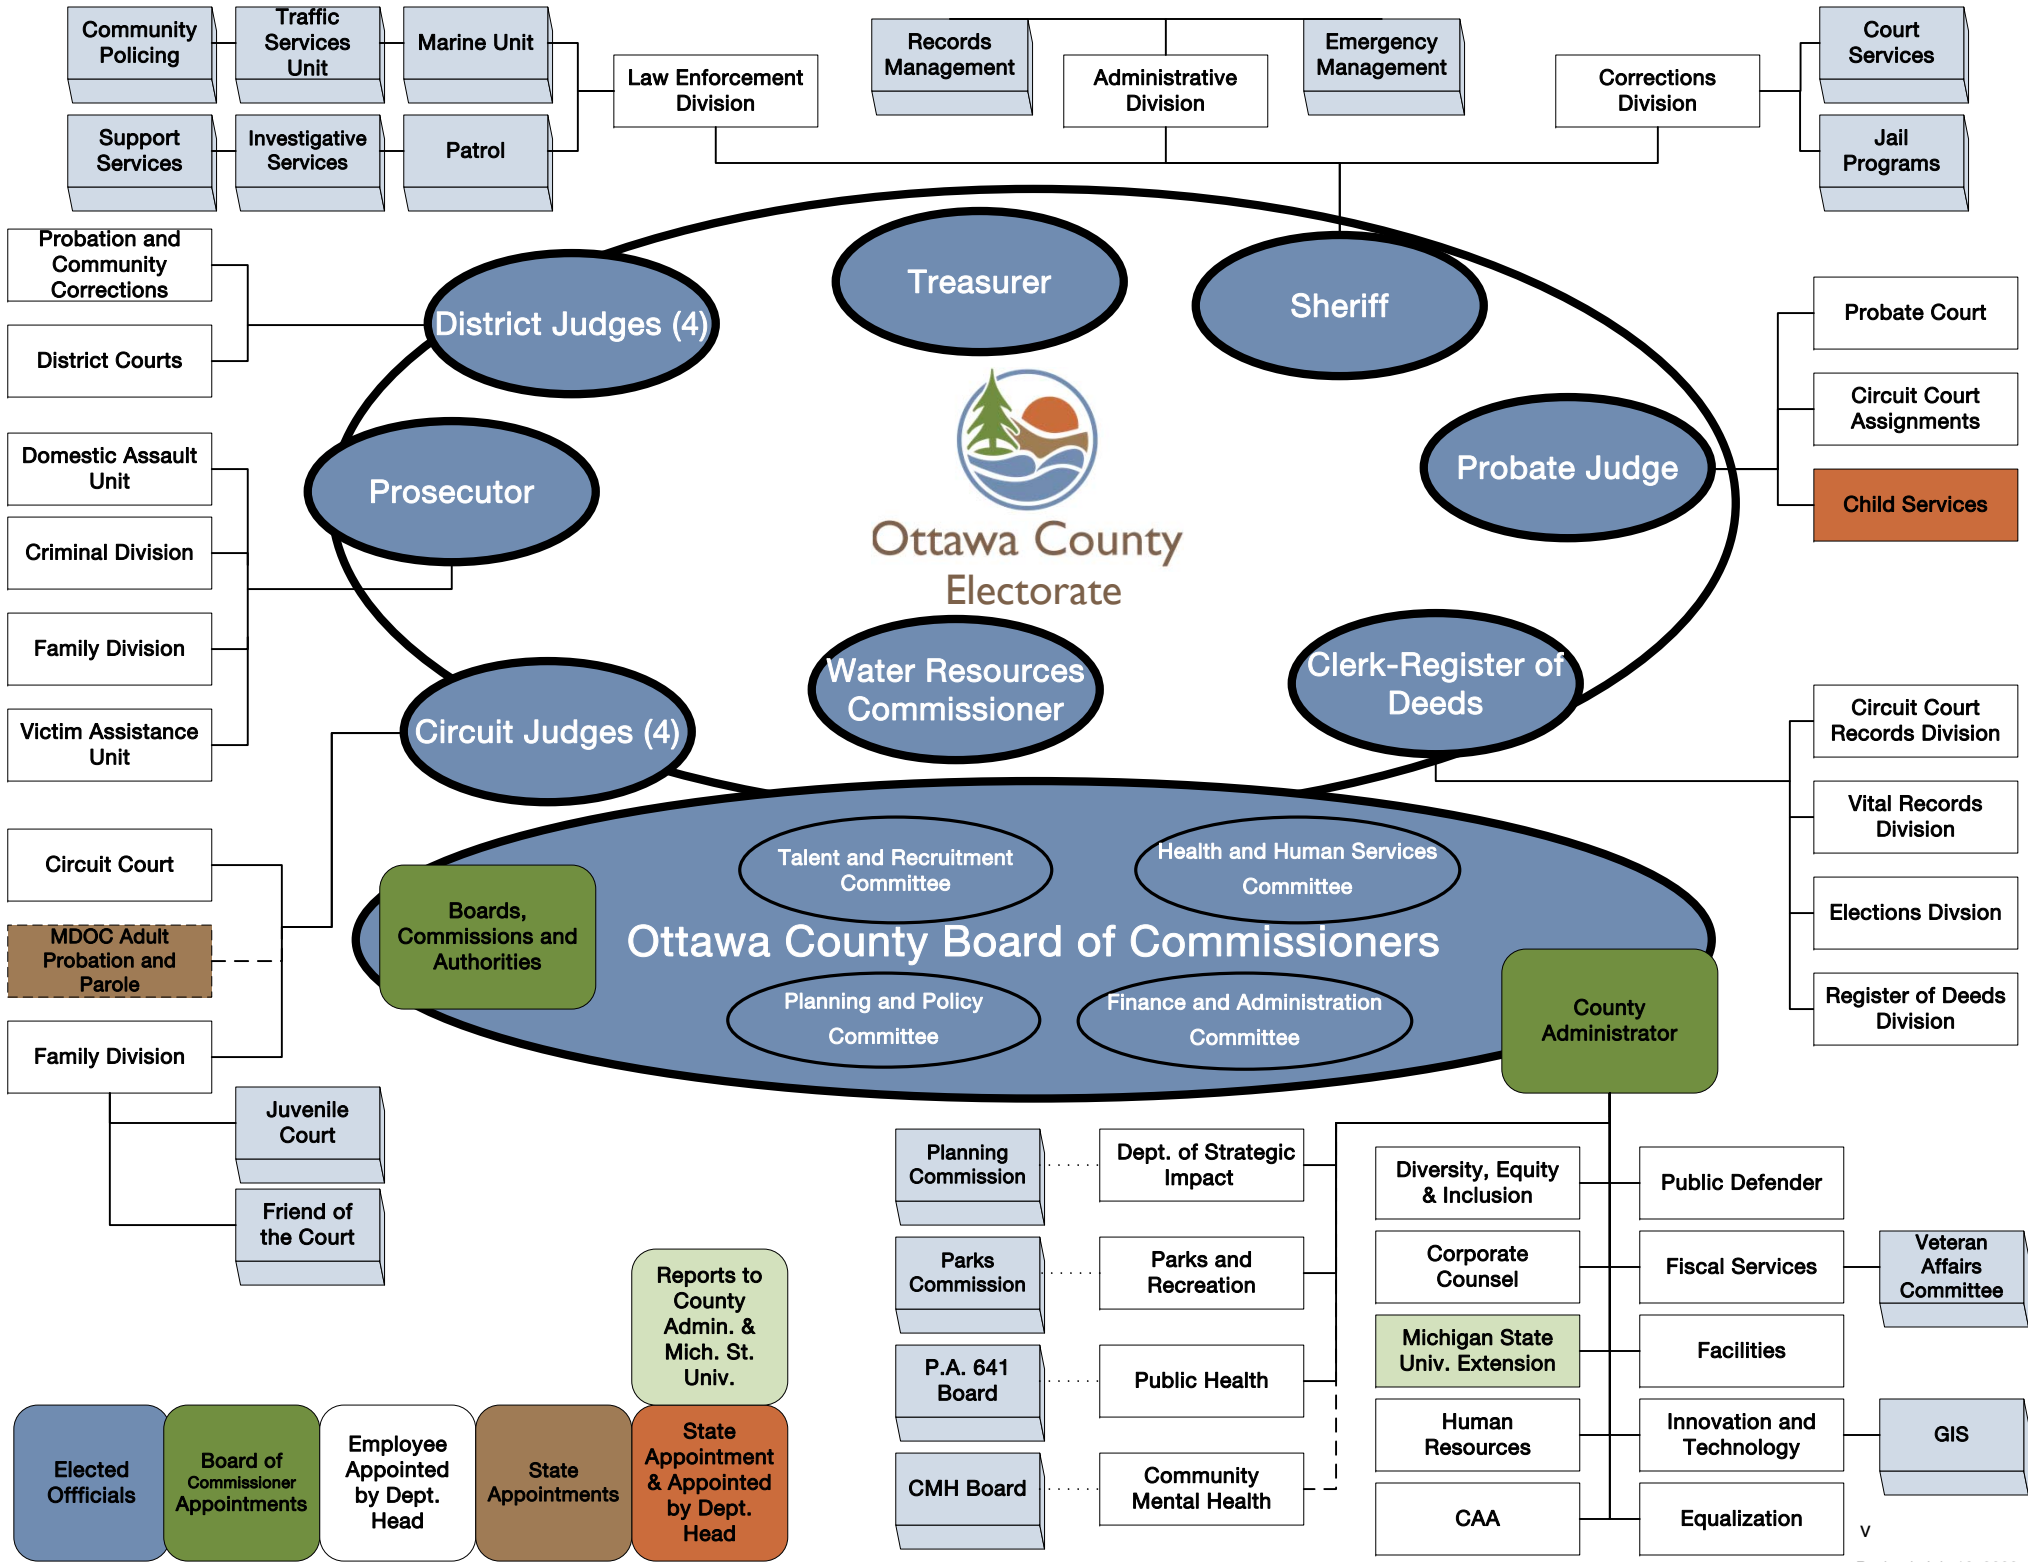 Community
Policing
Traffic
Services
Unit
Marine Unit
Law Enforcement
Division
Records
Management
Administrative
Division
Emergency
Management
Corrections
Division
Court
Services
Support
Services
Investigative
Services
Patrol
Jail
Programs
Probation and
Community
Corrections
District Courts
District Judges (4)
Treasurer
Sheriff
Probate Court
Circuit Court
Assignments
Child Services
Probate Judge
Prosecutor
Domestic Assault
Unit
Criminal Division
Family Division
Victim Assistance
Unit
Ottawa County
Electorate
Water Resources
Commissioner
Clerk-Register of
Deeds
Circuit Judges (4)
Circuit Court
Records Division
Vital Records
Division
Elections Divsion
Register of Deeds
Division
Circuit Court
MDOC Adult
Probation and
Parole
Family Division
Juvenile
Court
Friend of
the Court
Talent and Recruitment
Committee
Health and Human Services
Committee
Boards,
Commissions and
Authorities
Ottawa County Board of Commissioners
Planning and Policy
Committee
Finance and Administration
Committee
County
Administrator
Planning
Commission
Dept. of Strategic
Impact
Diversity, Equity
& Inclusion
Public Defender
Parks
Commission
Parks and
Recreation
Corporate
Counsel
Fiscal Services
Veteran
Affairs
Committee
P.A. 641
Board
Public Health
Michigan State
Univ. Extension
Facilities
Human
Resources
Innovation and
Technology
GIS
CMH Board
Community
Mental Health
CAA
Equalization
v
Reports to
County
Admin. &
Mich. St.
Univ.
Elected
Offficials
Board of
Commissioner
Appointments
Employee
Appointed
by Dept.
Head
State
Appointments
State
Appointment
& Appointed
by Dept.
Head